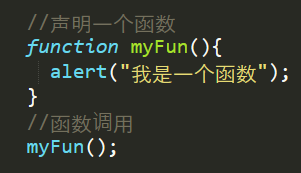 //声明一个函数
function myFun(){
  alert("我是一个函数");
}
//函数调用
myFun();